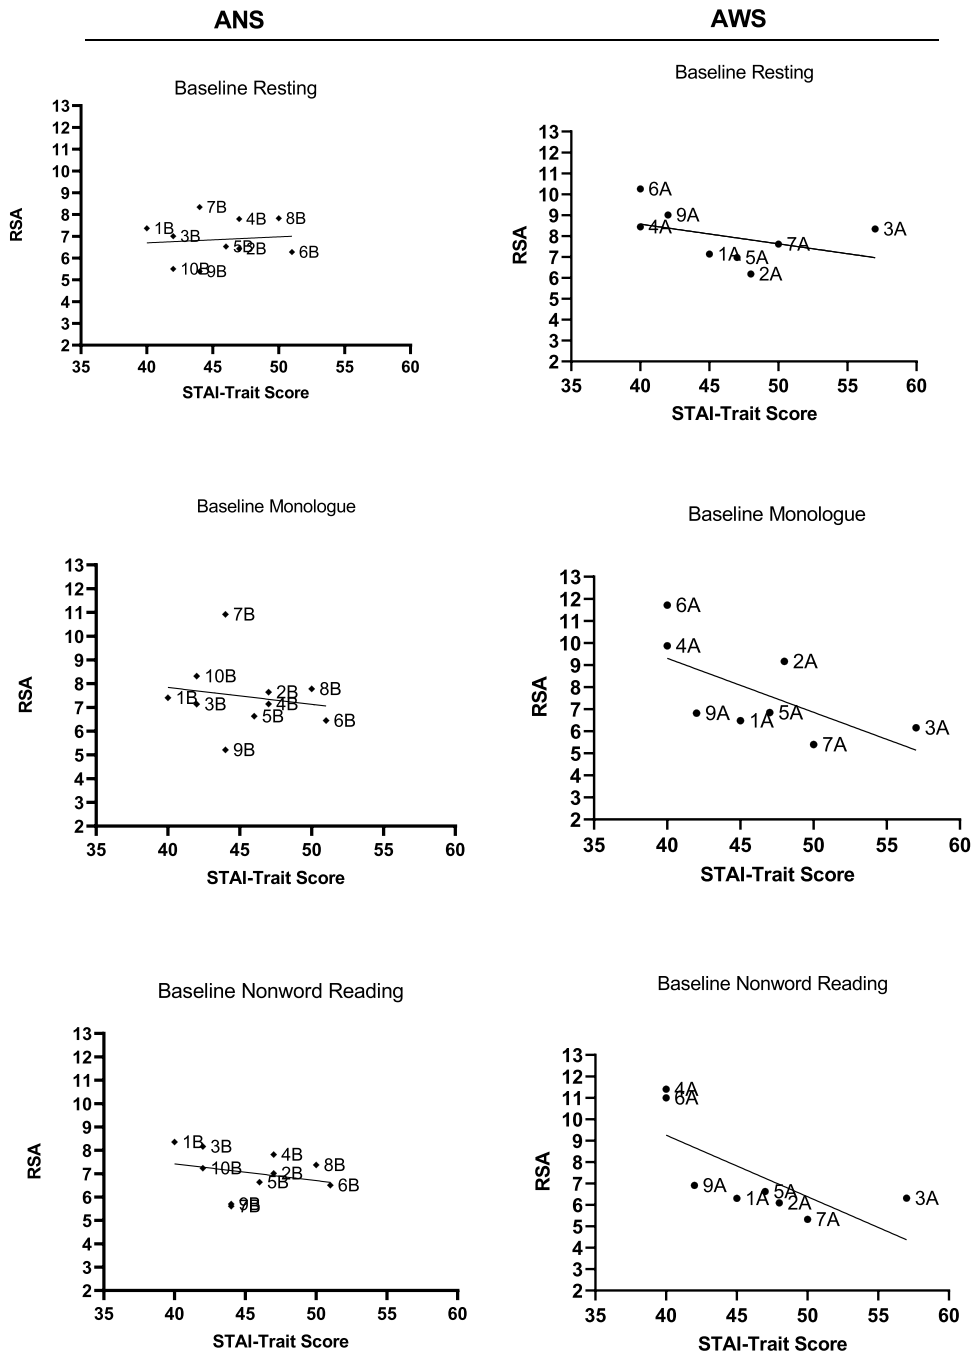 ANS
AWS
Baseline Resting
13
12
11
10
9
8
7
6
5
4
3
2
RSA
7B
4B
8B
1B
3B
5B
2B
6B
10B
9B
35
40
45
50
55
60
STAI-Trait Score
Baseline Resting
13
12
11
10
9
8
7
6
5
4
3
2
RSA
6A
9A
4A
3A
7A
1A
5A
2A
35
40
45
50
55
60
STAI-Trait Score
Baseline Monologue
13
12
11
10
9
8
7
6
5
4
3
2
RSA
7B
10B
8B
2B
1B
3B
4B
5B
6B
9B
35
40
45
50
55
60
STAI-Trait Score
Baseline Monologue
13
12
11
10
9
8
7
6
5
4
3
2
RSA
6A
4A
2A
9A
5A
1A
3A
7A
35
40
45
50
55
60
STAI-Trait Score
Baseline Nonword Reading
13
12
11
10
9
8
7
6
5
4
3
2
RSA
1B
3B
4B
8B
10B
2B
5B
6B
9B
7B
35
40
45
50
55
60
STAI-Trait Score
Baseline Nonword Reading
13
12
11
10
9
8
7
6
5
4
3
2
RSA
4A
6A
9A
5A
1A
2A
3A
7A
35
40
45
50
55
60
STAI-Trait Score